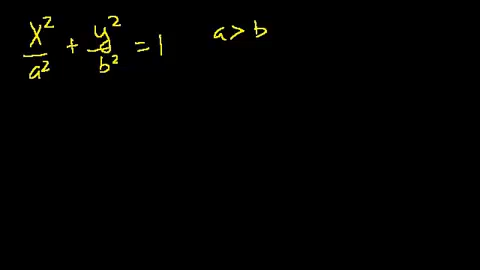 x²/a² + y²/b² = 1 a > b